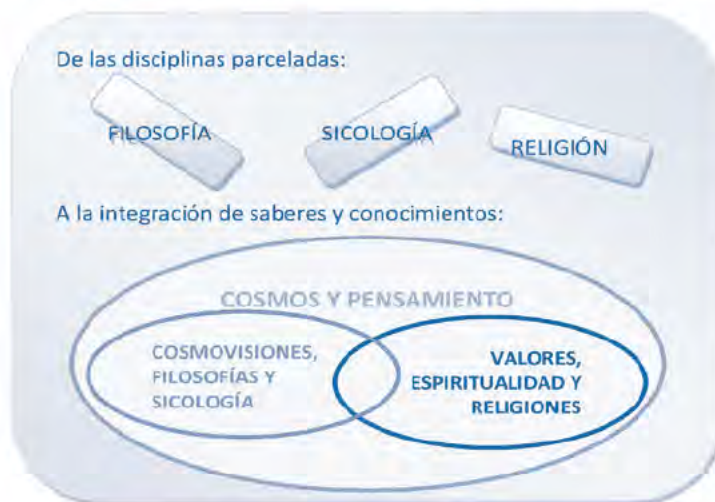 De las disciplinas parceladas:
FILOSOFÍA
SICOLOGÍA
RELIGIÓN
A la integración de saberes y conocimientos:
COSMOS Y PENSAMIENTO
COSMOVISIONES,
FILOSOFÍAS Y
SICOLOGÍA
VALORES,
ESPIRITUALIDAD Y
RELIGIONES